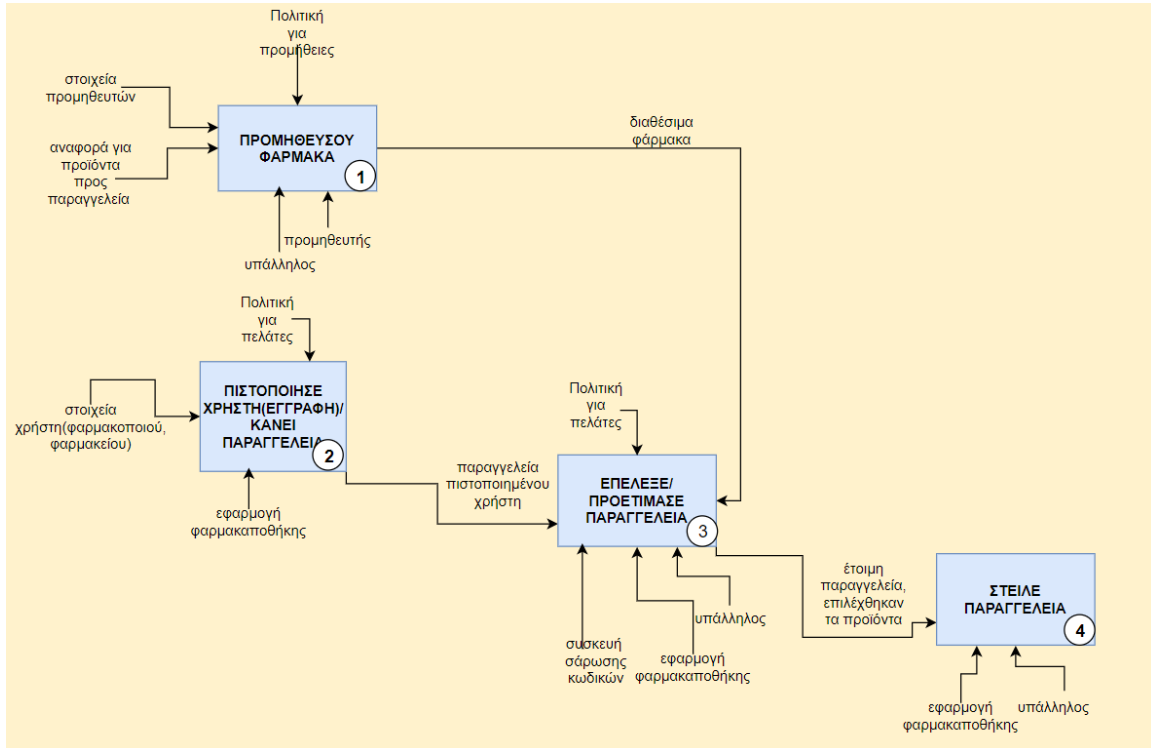 Πολιτική
για
προμήθειες
στοιχεία
προμηθευτών
αναφορά για
προϊόντα
προς
παραγγελεία
ΠΡΟΜΗΘΕΥΣΟΥ
ΦΑΡΜΑΚΑ
1
διαθέσιμα
φάρμακα
προμηθευτής
υπάλληλος
Πολιτική
για
πελάτες
ΠΙΣΤΟΠΟΙΗΣΕ
ΧΡΗΣΤΗ(ΕΓΓΡΑΦΗ)/
ΚΑΝΕΙ
ΠΑΡΑΓΓΕΛΕΙΑ
2
στοιχεία
χρήστη(φαρμακοποιού,
φαρμακείου)
εφαρμογή
φαρμακαποθήκης
παραγγελεία
πιστοποιημένου
χρήστη
Πολιτική
για
πελάτες
ΕΠΕΛΕΞΕ/
ΠΡΟΕΤΙΜΑΣΕ
ΠΑΡΑΓΓΕΛΕΙΑ
3
συσκευή
σάρωσης
κωδικών
εφαρμογή
φαρμακαποθήκης
υπάλληλος
έτοιμη
παραγγελεία,
επιλέχθηκαν
τα προϊόντα
ΣΤΕΙΛΕ
ΠΑΡΑΓΓΕΛΕΙΑ
4
εφαρμογή
φαρμακαποθήκης
υπάλληλος